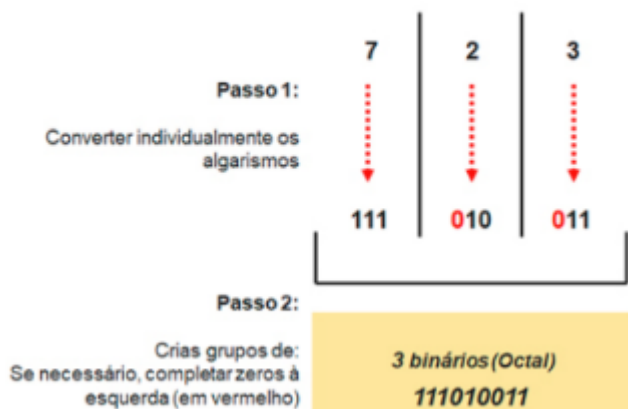 7 2 3
Passo 1:
Converter individualmente os
algarismos
111 010 011
Passo 2:
Crias grupos de:
Se necessário, completar zeros à
esquerda (em vermelho)
3 binários (Octal)
111010011